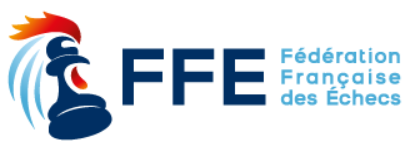 FFE
Fédération
Française
des Échecs